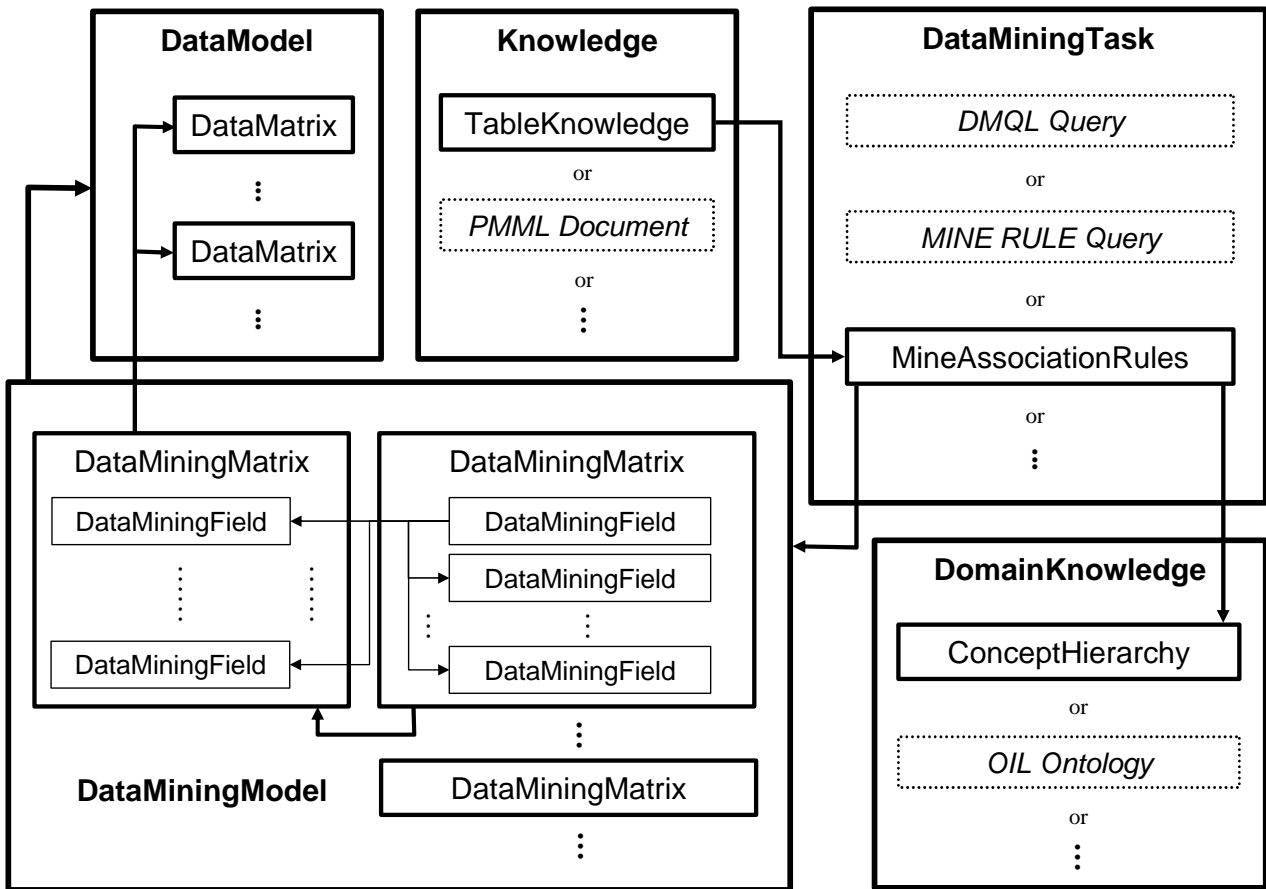 DataModel
DataMatrix
DataMatrix
Knowledge
TableKnowledge
or
PMML Document
or
DataMiningTask
DMQL Query
or
MINE RULE Query
or
MineAssociationRules
or
DataMiningMatrix
DataMiningField
DataMiningField
DataMiningMatrix
DataMiningField
DataMiningField
DataMiningField
DataMiningModel
DataMiningMatrix
DomainKnowledge
ConceptHierarchy
or
OIL Ontology
or